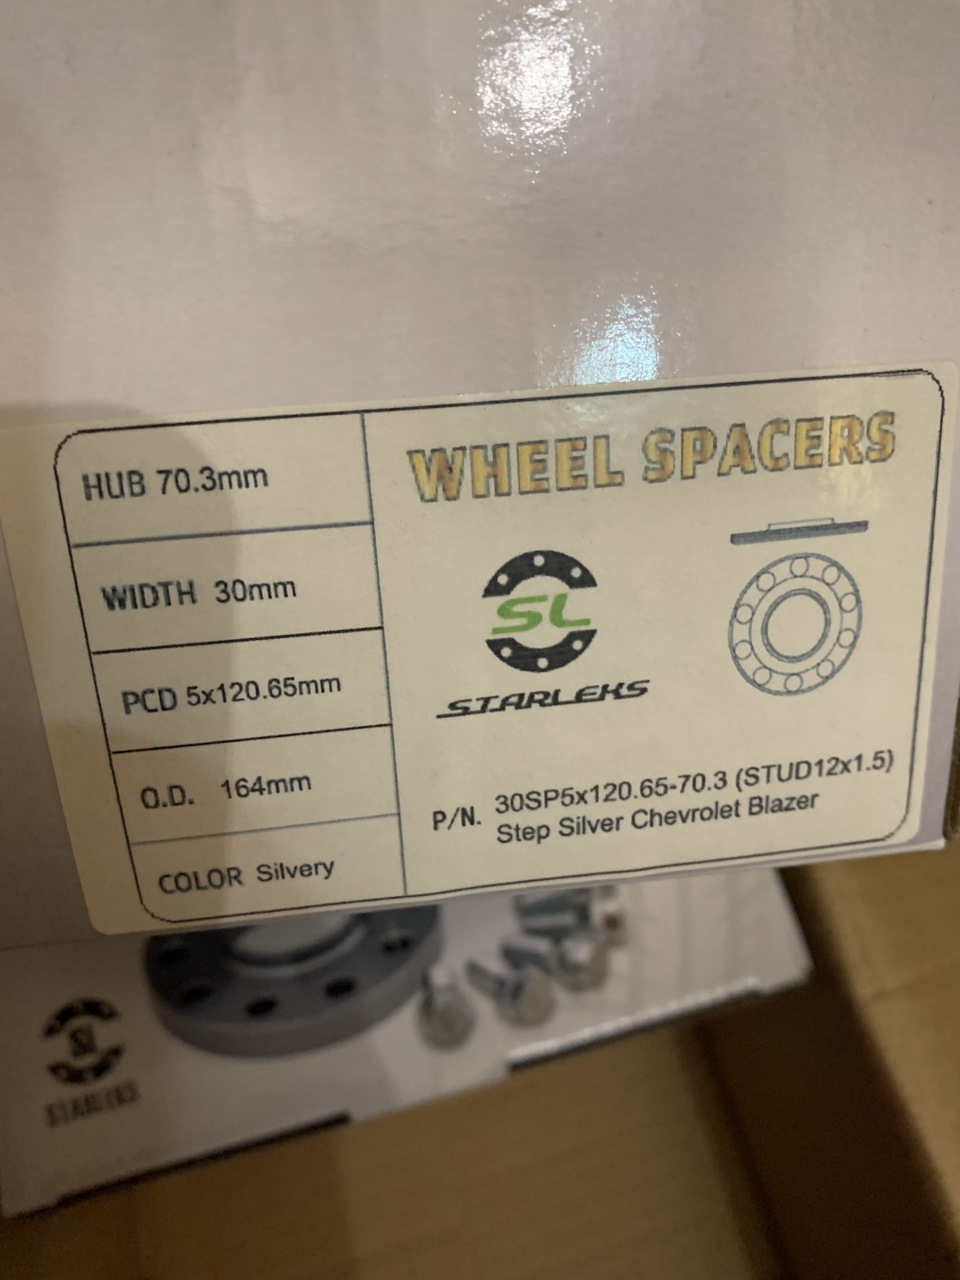 HUB 70.3mm
WIDTH 30mm
PCD 5x120.65mm
O.D. 164mm
COLOR Silvery
WHEEL SPACERS
SL
STARLEKS
P/N. 30SP5x120.65-70.3 (STUD12x1.5)
Step Silver Chevrolet Blazer
SL
STARLEKS